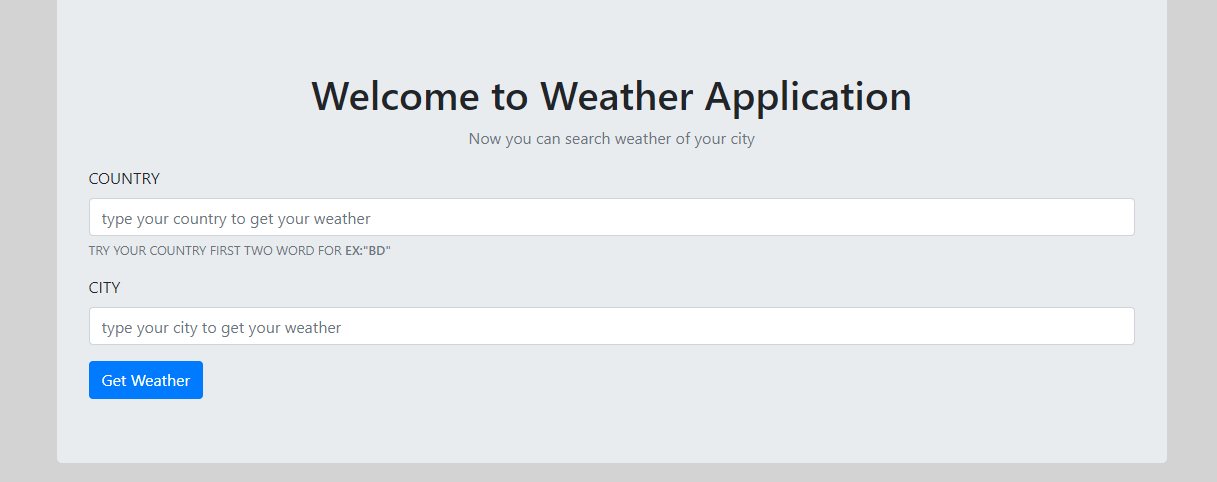 Welcome to Weather Application
Now you can search weather of your city
COUNTRY
type your country to get your weather
TRY YOUR COUNTRY FIRST TWO WORD FOR EX:"BD"
CITY
type your city to get your weather
Get Weather